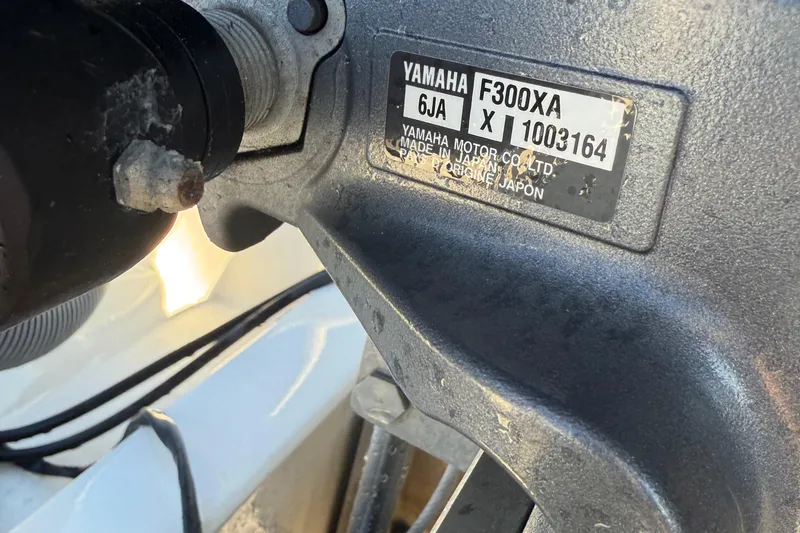 YAMAHA F300XA
6JA X 1003164
YAMAHA MOTOR CO., LTD.
MADE IN JAPAN
PAYS D'ORIGINE JAPON